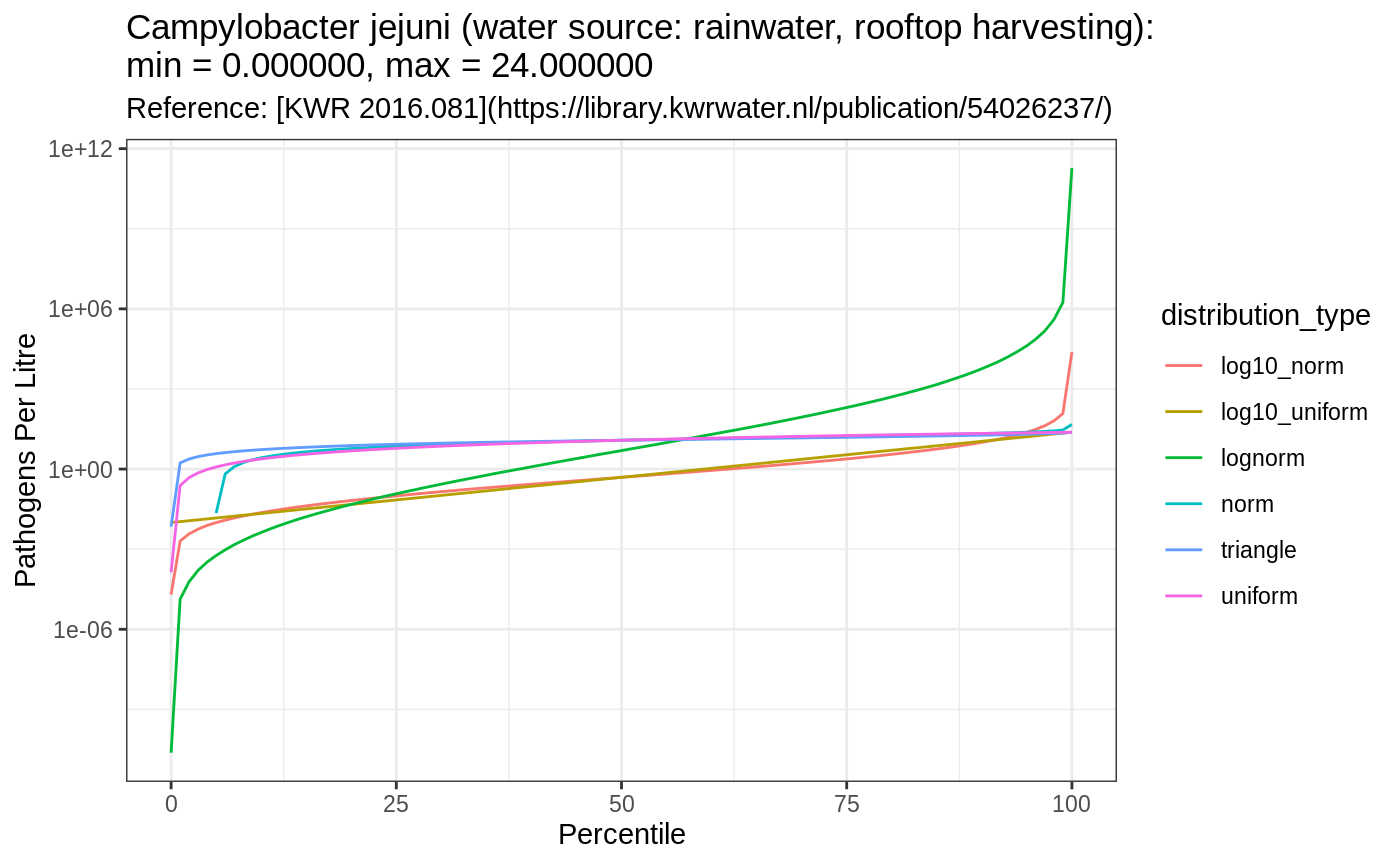 Campylobacter jejuni (water source: rainwater, rooftop harvesting):
min = 0.000000, max = 24.000000
Reference: [KWR 2016.081](https://library.kwrwater.nl/publication/54026237/)
Pathogens Per Litre
1e+12
1e+06
1e+00
1e-06
0 25 50 75 100
Percentile
distribution_type
log10_norm
log10_uniform
lognorm
norm
triangle
uniform